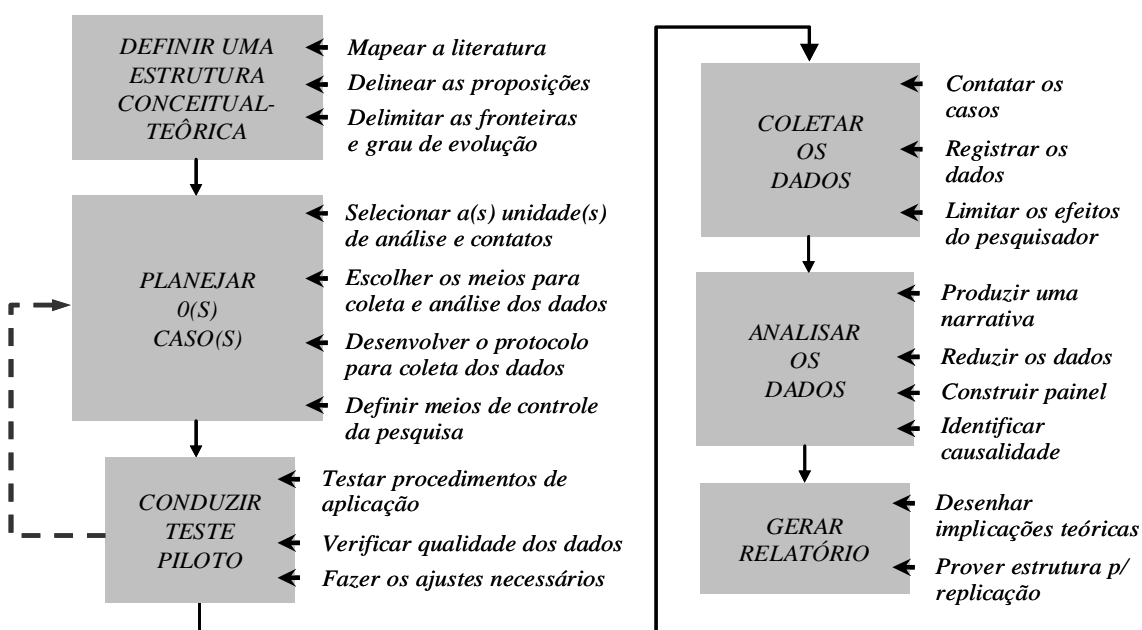 DEFINIR UMA
ESTRUTURA
CONCEITUAL-
TEÔRICA
Mapear a literatura
Delinear as proposições
Delimitar as fronteiras
e grau de evolução
PLANEJAR
0(S)
CASO(S)
Selecionar a(s) unidade(s)
de análise e contatos
Escolher os meios para
coleta e análise dos dados
Desenvolver o protocolo
para coleta dos dados
Definir meios de controle
da pesquisa
CONDUZIR
TESTE
PILOTO
Testar procedimentos de
aplicação
Verificar qualidade dos dados
Fazer os ajustes necessários
COLETAR
OS
DADOS
Contatar os
casos
Registrar os
dados
Limitar os efeitos
do pesquisador
ANALISAR
OS
DADOS
Produzir uma
narrativa
Reduzir os dados
Construir painel
Identificar
causalidade
GERAR
RELATÓRIO
Desenhar
implicações teóricas
Prover estrutura p/
replicação